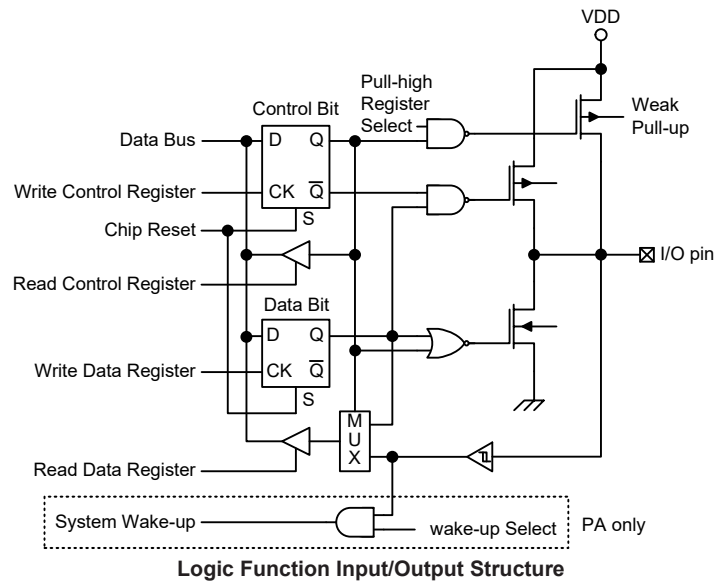 VDD
Pull-high
Register
Select
Weak
Pull-up
Control Bit
Data Bus
D Q
Write Control Register
CK Q
S
Chip Reset
I/O pin
Read Control Register
Data Bit
D Q
Write Data Register
CK Q
S
M
U
X
Read Data Register
System Wake-up
wake-up Select
PA only
Logic Function Input/Output Structure